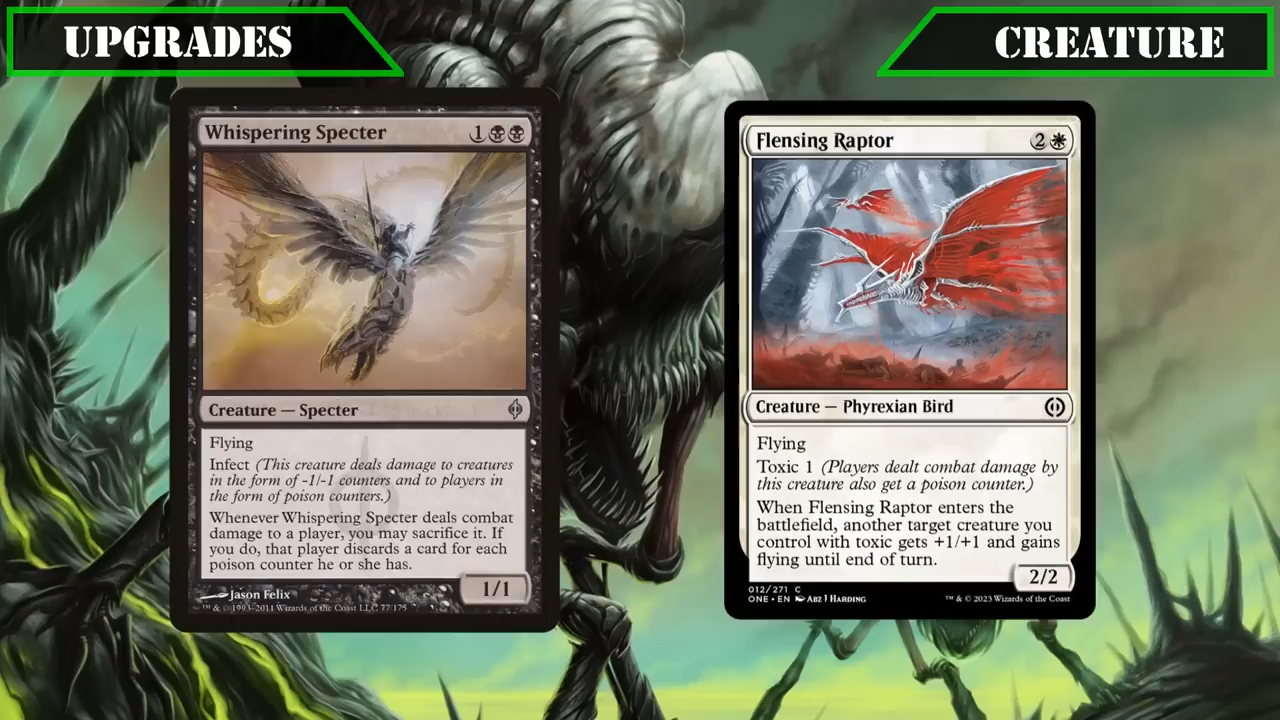 UPGRADES
CREATURE
Whispering Specter 1
Creature — Specter
Flying
Infect (This creature deals damage to creatures
in the form of -1/-1 counters and to players in
the form of poison counters.)
Whenever Whispering Specter deals combat
damage to a player, you may sacrifice it. If
you do, that player discards a card for each
poison counter he or she has.
1/1
Jason Felix
™ & © 1993–2011 Wizards of the Coast LLC 77/175
Flensing Raptor 2
Creature — Phyrexian Bird
Flying
Toxic 1 (Players dealt combat damage by
this creature also get a poison counter.)
When Flensing Raptor enters the
battlefield, another target creature you
control with toxic gets +1/+1 and gains
flying until end of turn.
2/2
012/271 C
ONE • EN Abz J Harding
™ & © 2023 Wizards of the Coast